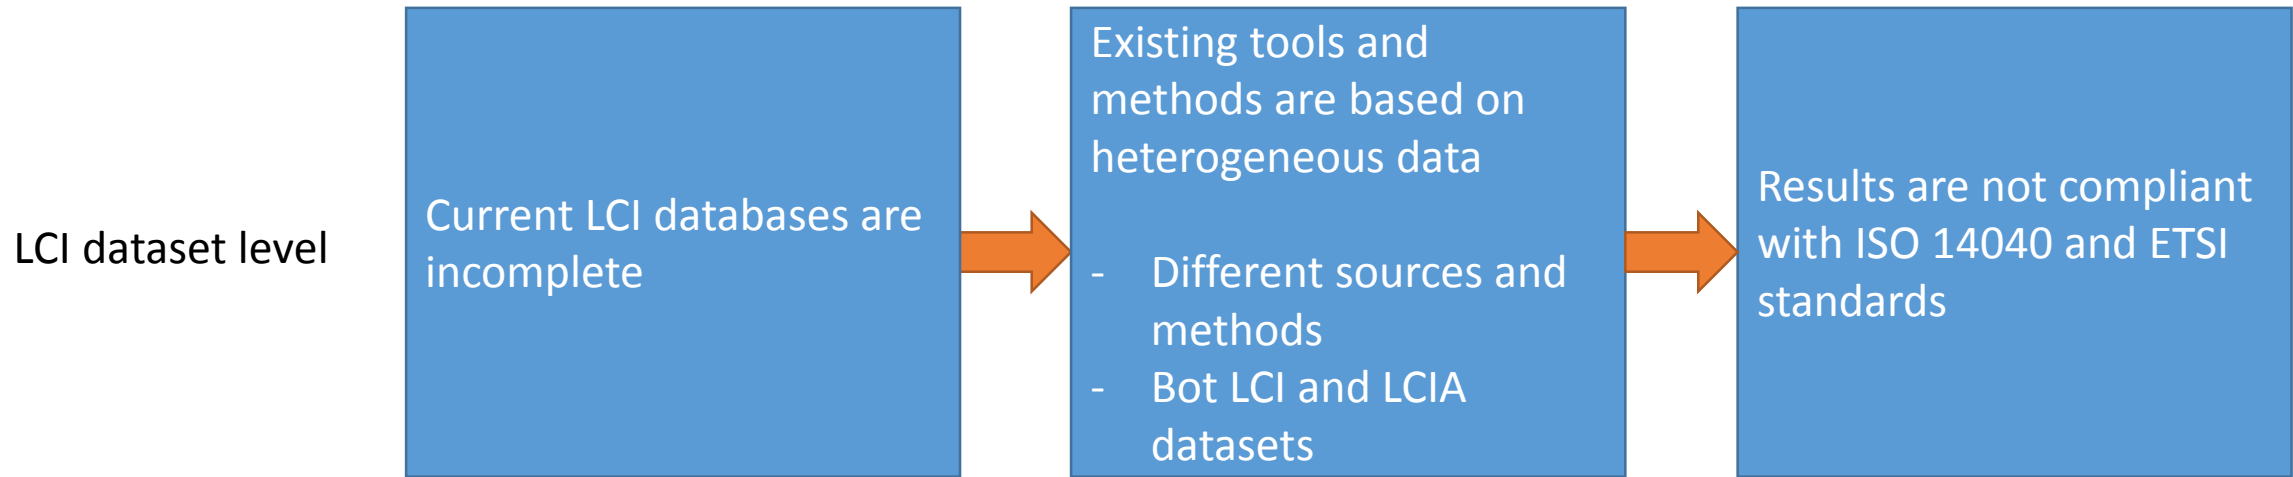 LCI dataset level
Current LCI databases are
incomplete
Existing tools and
methods are based on
heterogeneous data
- Different sources and
methods
- Bot LCI and LCIA
datasets
Results are not compliant
with ISO 14040 and ETSI
standards